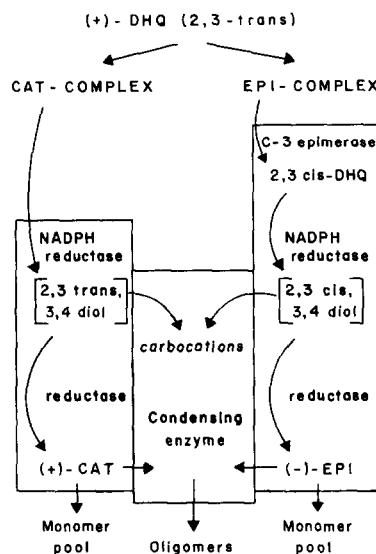 (+)-DHQ (2,3-trans)
CAT-COMPLEX
EPI-COMPLEX
C-3 epimerase
2,3 cis-DHQ
NADPH
reductase
NADPH
reductase
[2,3 trans,
3,4 diol]
[2,3 cis,
3,4 diol]
carbocations
reductase
reductase
Condensing
enzyme
(+)-CAT
(-)-EPI
Monomer
pool
Oligomers
Monomer
pool